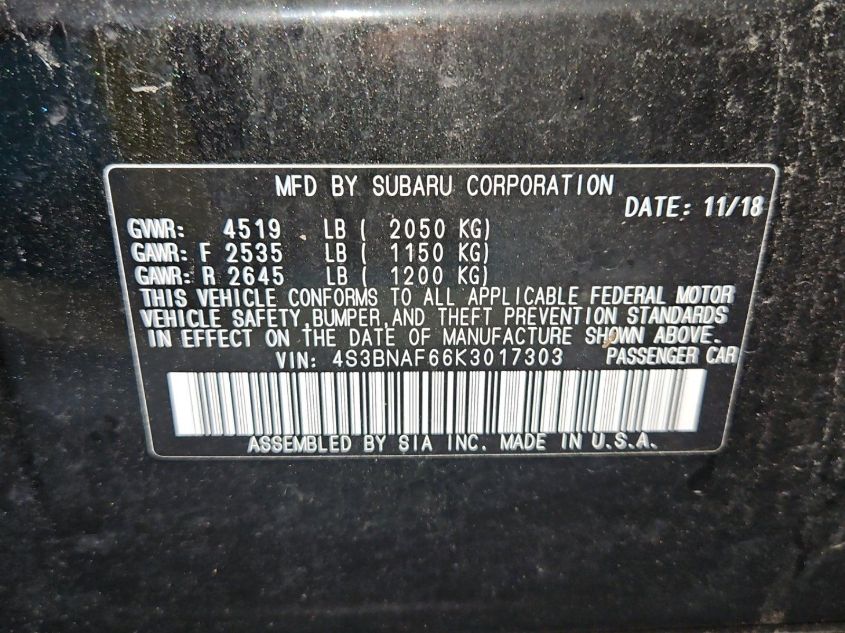 MFD BY SUBARU CORPORATION
DATE: 11/18
GVWR: 4519 LB ( 2050 KG)
GAWR: F 2535 LB ( 1150 KG)
GAWR: R 2645 LB ( 1200 KG)
THIS VEHICLE CONFORMS TO ALL APPLICABLE FEDERAL MOTOR
VEHICLE SAFETY,BUMPER,AND THEFT PREVENTION STANDARDS
IN EFFECT ON THE DATE OF MANUFACTURE SHOWN ABOVE.
VIN: 4S3BNAF66K3017303 PASSENGER CAR
ASSEMBLED BY SIA INC. MADE IN U.S.A.